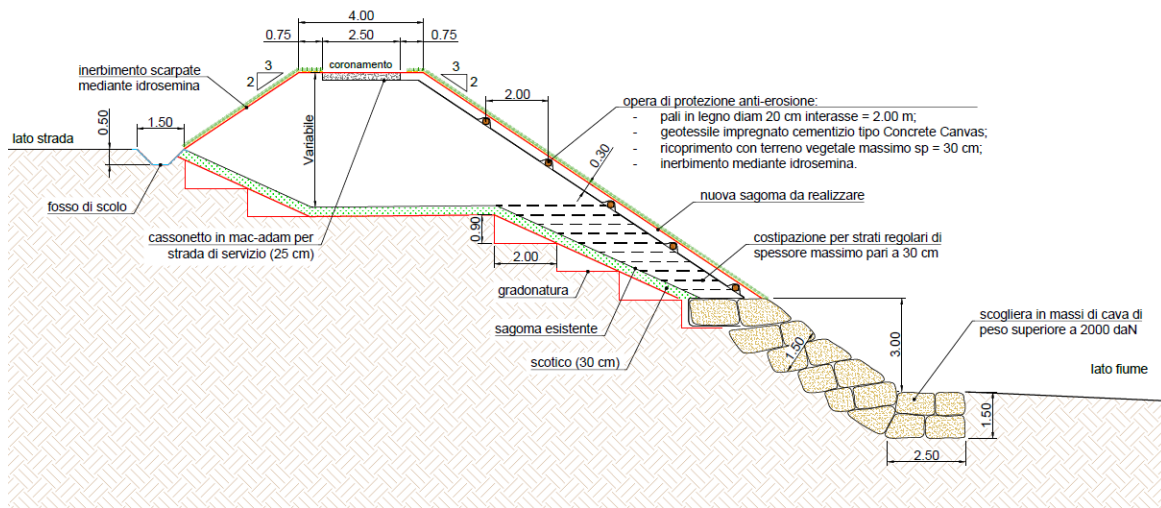 4.00
0.75
2.50
0.75
coronamento
3
2
3
2
inerbimento scarpate
mediante idrosemina
2.00
opera di protezione anti-erosione:
- pali in legno diam 20 cm interasse = 2.00 m;
- geotessile impregnato cementizio tipo Concrete Canvas;
- ricoprimento con terreno vegetale massimo sp = 30 cm;
- inerbimento mediante idrosemina.
lato strada
0.50
1.50
Variabile
0.30
fosso di scolo
nuova sagoma da realizzare
cassonetto in mac-adam per
strada di servizio (25 cm)
0.90
2.00
costipazione per strati regolari di
spessore massimo pari a 30 cm
gradonatura
sagoma esistente
scotico (30 cm)
1.50
3.00
scogliera in massi di cava di
peso superiore a 2000 daN
lato fiume
1.50
2.50